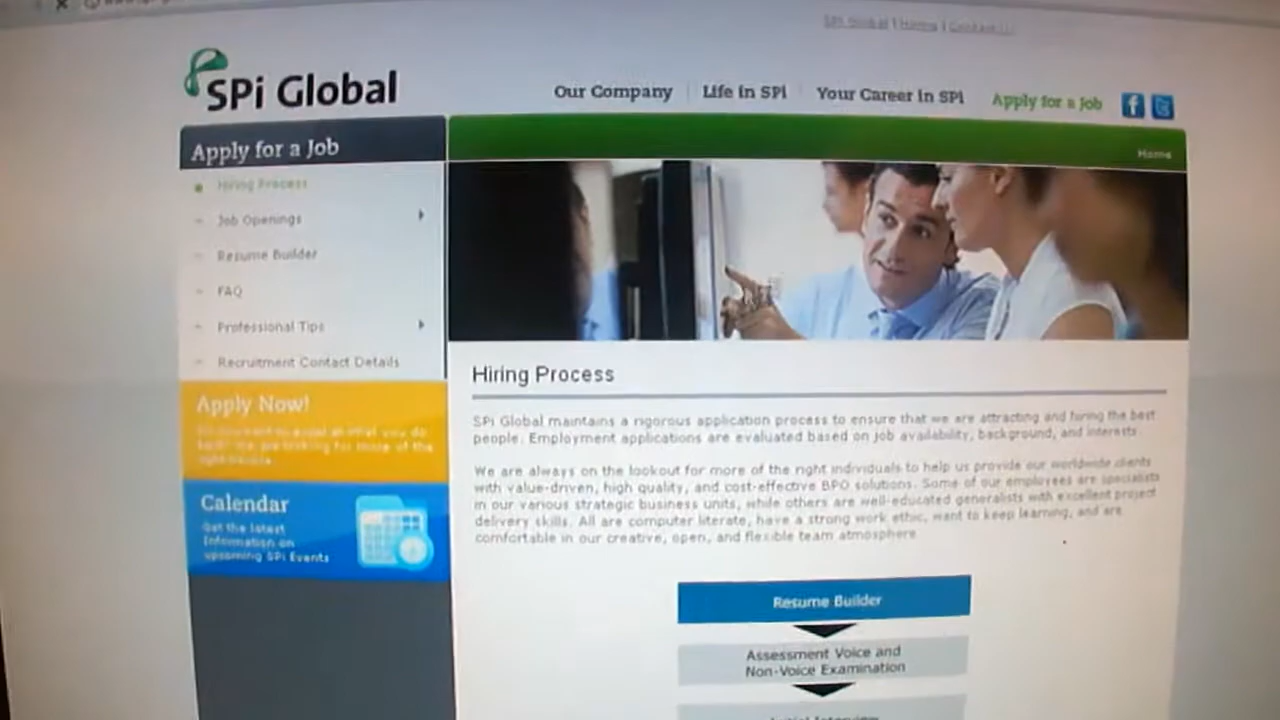 SPi Global | Home | Contact Us
SPi Global
Our Company
Life in SPi
Your Career in SPi
Apply for a Job
Apply for a Job
Home
Hiring Process
Job Openings
Resume Builder
FAQ
Professional Tips
Recruitment Contact Details
Apply Now!
Calendar
Get the latest
Information on
upcoming SPi Events
Hiring Process
SPi Global maintains a rigorous application process to ensure that we are attracting and hiring the best
people. Employment applications are evaluated based on job availability, background, and interests
We are always on the lookout for more of the right individuals to help us provide our worldwide clients
with value-driven, high quality, and cost-effective BPO solutions. Some of our employees are specialists
in our various strategic business units, while others are well-educated generalists with excellent project
delivery skills. All are computer literate, have a strong work ethic, want to keep learning, and are
comfortable in our creative, open, and flexible team atmosphere
Resume Builder
Assessment Voice and
Non-Voice Examination
Initial Interview